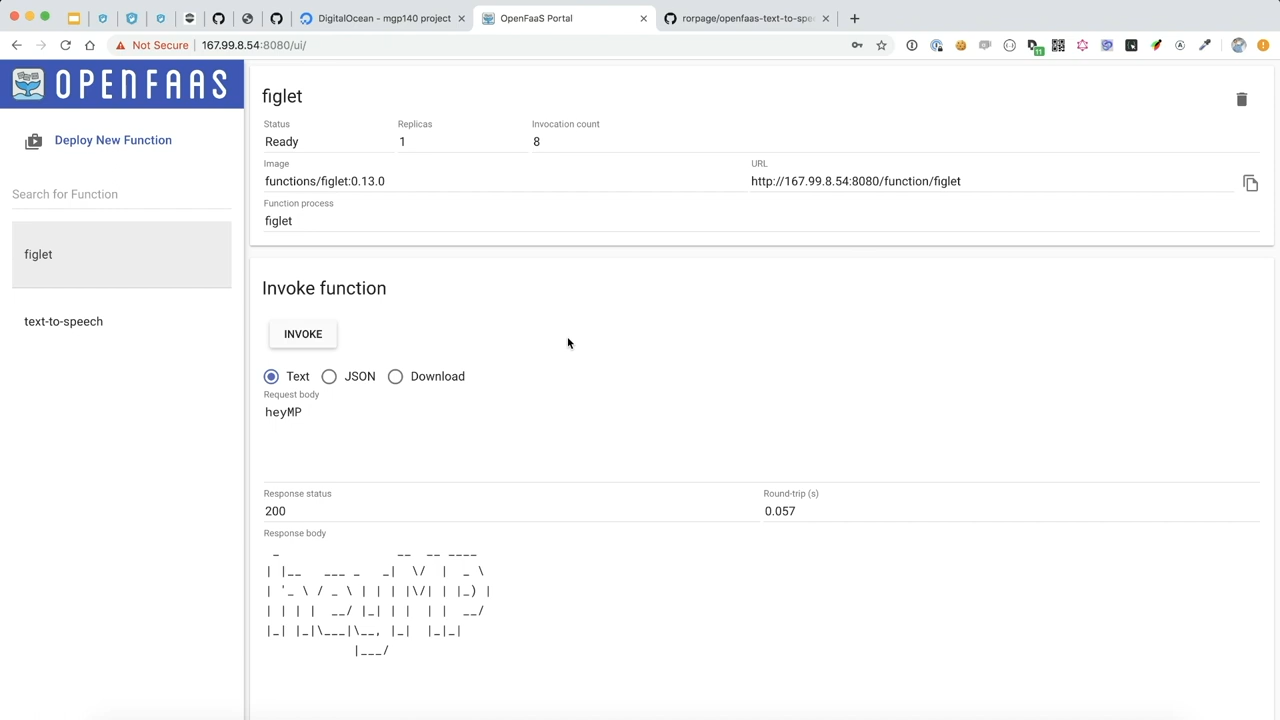 DigitalOcean - mgp140 project
OpenFaaS Portal
rorpage/openfaas-text-to-spe
Not Secure
167.99.8.54:8080/ui/
11
OPENFAAS
Deploy New Function
Search for Function
figlet
text-to-speech
figlet
Status
Replicas
Invocation count
Ready
1
8
Image
URL
functions/figlet:0.13.0
http://167.99.8.54:8080/function/figlet
Function process
figlet
Invoke function
INVOKE
Text
JSON
Download
Request body
heyMP
Response status
Round-trip (s)
200
0.057
Response body
 _              __  __ ____
| |__   ___ _   _|  \/  |  _ \
| '_ \ / _ \ | | | |\/| | |_) |
| | | |  __/ |_| | |  | |  __/
|_| |_|\___|\__, |_|  |_|_|
            |___/